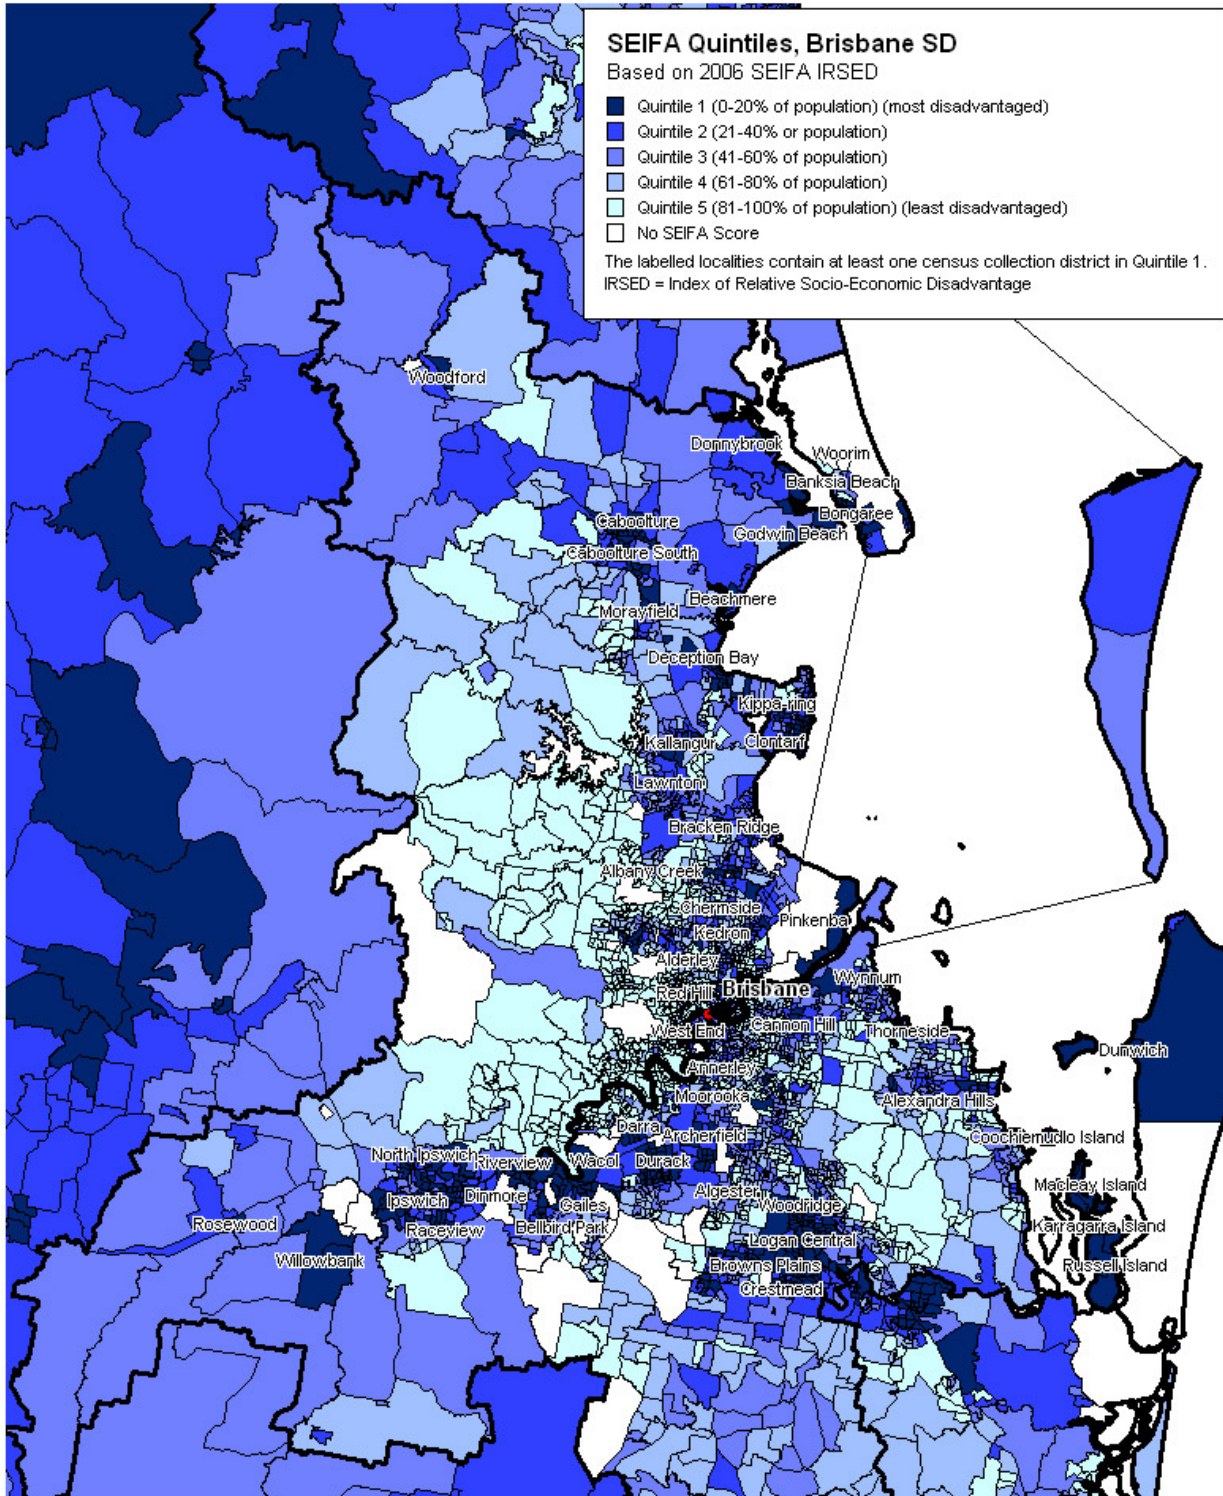 SEIFA Quintiles, Brisbane SD
Based on 2006 SEIFA IRSED
Quintile 1 (0-20% of population) (most disadvantaged)
Quintile 2 (21-40% or population)
Quintile 3 (41-60% of population)
Quintile 4 (61-80% of population)
Quintile 5 (81-100% of population) (least disadvantaged)
No SEIFA Score
The labelled localities contain at least one census collection district in Quintile 1.
IRSED = Index of Relative Socio-Economic Disadvantage
Woodford
Donnybrook
Woorim
Banksia Beach
Bongaree
Caboolture
Godwin Beach
Caboolture South
Beachmere
Morayfield
Deception Bay
Kippa-ring
Kallangur
Clontarf
Lawnton
Bracken Ridge
Albany Creek
Chermside
Pinkenba
Kedron
Alderley
Wynnum
Red Hill
Brisbane
West End
Cannon Hill
Thorneside
Dunwich
Annerley
Moorooka
Alexandra Hills
Darra
Archerfield
Coochiemudlo Island
North Ipswich
Riverview
Wacol
Durack
Macleay Island
Ipswich
Dinmore
Gailes
Algester
Woodridge
Rosewood
Raceview
Bellbird Park
Karragarra Island
Logan Central
Willowbank
Browns Plains
Russell Island
Crestmead